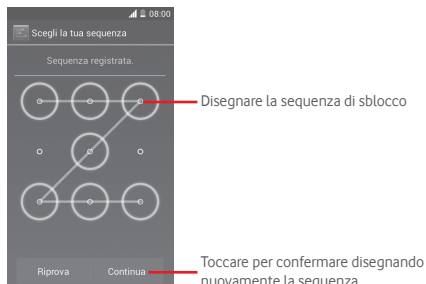 08:00
Scegli la tua sequenza
Sequenza registrata.
Disegnare la sequenza di sblocco
Riprova Continua
Toccare per confermare disegnando
nuovamente la sequenza